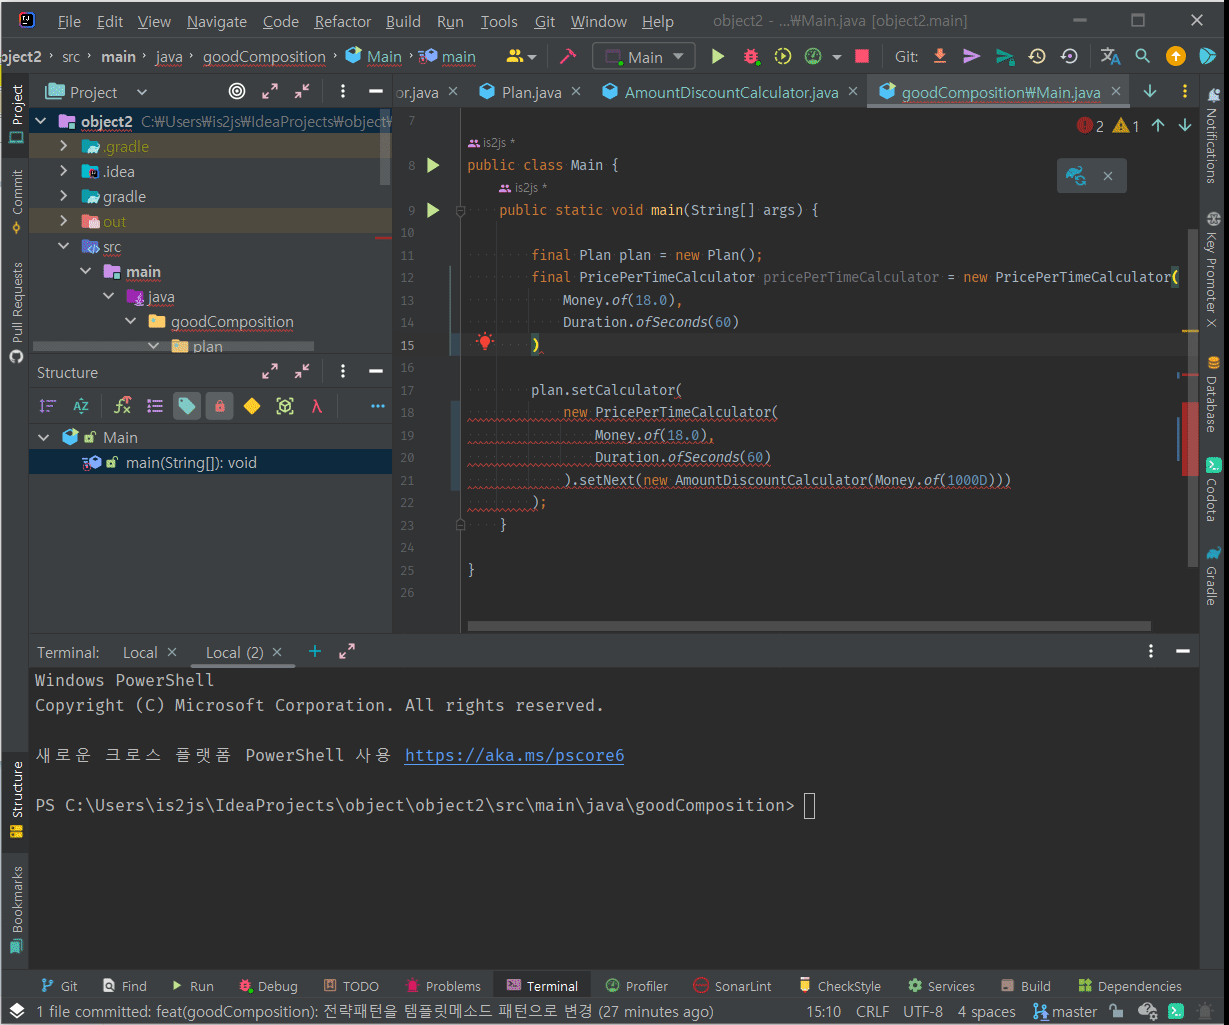 File Edit View Navigate Code Refactor Build Run Tools Git Window Help object2 - ...₩Main.java [object2.main]
bject2 src main java goodComposition Main main Main Git:
Project
or.java Plan.java AmountDiscountCalculator.java goodComposition₩Main.java
object2 C:₩Users₩is2js₩IdeaProjects₩object₩
.gradle
.idea
gradle
out
src
main
java
goodComposition
plan
Structure
Main
main(String[]): void
7
is2js *
8 public class Main {
is2js *
9 public static void main(String[] args) {
10
11 final Plan plan = new Plan();
12 final PricePerTimeCalculator pricePerTimeCalculator = new PricePerTimeCalculator(
13 Money.of(18.0),
14 Duration.ofSeconds(60)
15 )
16
17 plan.setCalculator(
18 new PricePerTimeCalculator(
19 Money.of(18.0),
20 Duration.ofSeconds(60)
21 ).setNext(new AmountDiscountCalculator(Money.of(1000D)))
22 );
23 }
24
25 }
26
2 1
Project
Commit
Pull Requests
Structure
Bookmarks
Notifications
Key Promoter X
Database
Codota
Gradle
Terminal: Local Local (2)
Windows PowerShell
Copyright (C) Microsoft Corporation. All rights reserved.
새로운 크로스 플랫폼 PowerShell 사용 https://aka.ms/pscore6
PS C:\Users\is2js\IdeaProjects\object\object2\src\main\java\goodComposition>
Git Find Run Debug TODO Problems Terminal Profiler SonarLint CheckStyle Services Build Dependencies
1 file committed: feat(goodComposition): 전략패턴을 템플릿메소드 패턴으로 변경 (27 minutes ago) 15:10 CRLF UTF-8 4 spaces master